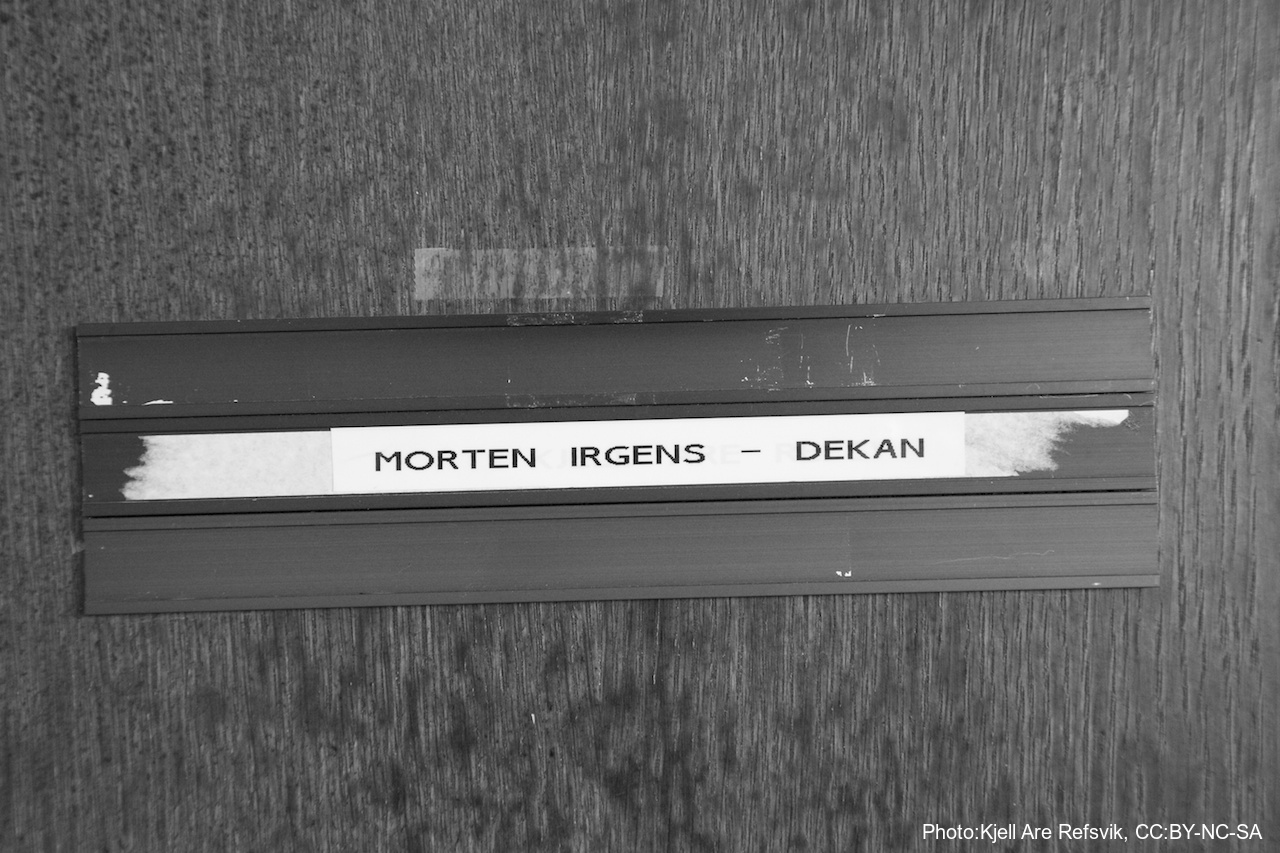 MORTEN IRGENS – DEKAN
Photo:Kjell Are Refsvik, CC:BY-NC-SA